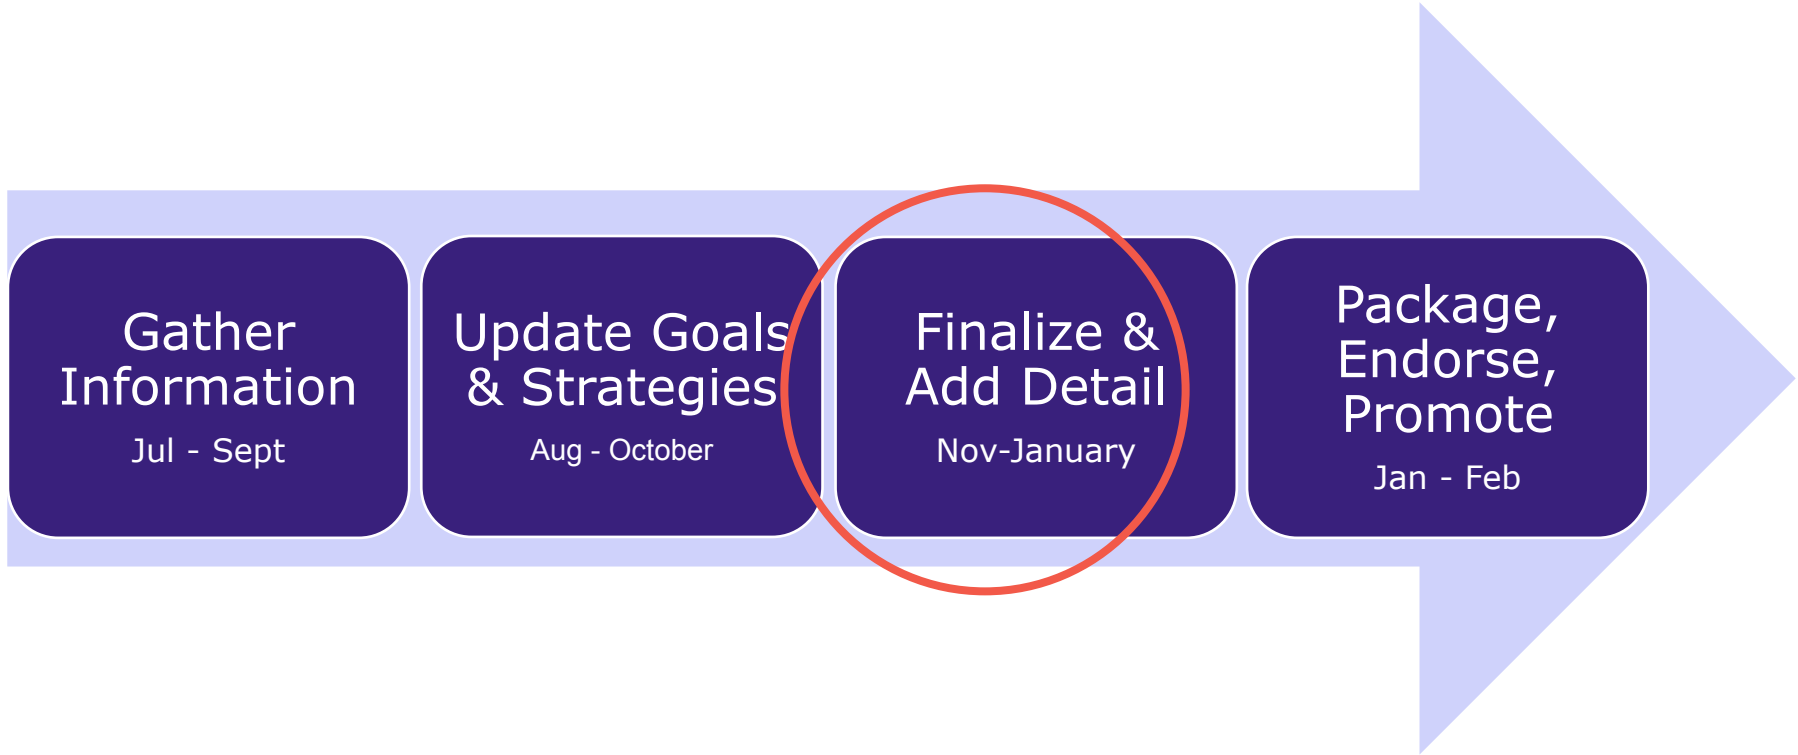 Gather
Information
Jul - Sept
Update Goals
& Strategies
Aug - October
Finalize &
Add Detail
Nov-January
Package,
Endorse,
Promote
Jan - Feb